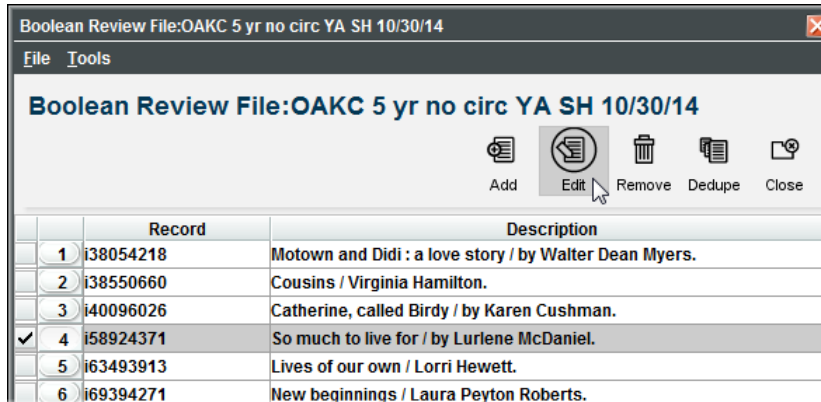 Boolean Review File:OAKC 5 yr no circ YA SH 10/30/14
File Tools
Boolean Review File:OAKC 5 yr no circ YA SH 10/30/14
Add Edit Remove Dedupe Close
Record Description
1 i38054218 Motown and Didi : a love story / by Walter Dean Myers.
2 i38550660 Cousins / Virginia Hamilton.
3 i40096026 Catherine, called Birdy / by Karen Cushman.
4 i58924371 So much to live for / by Lurlene McDaniel.
5 i63493913 Lives of our own / Lorri Hewett.
6 i69394271 New beginnings / Laura Peyton Roberts.